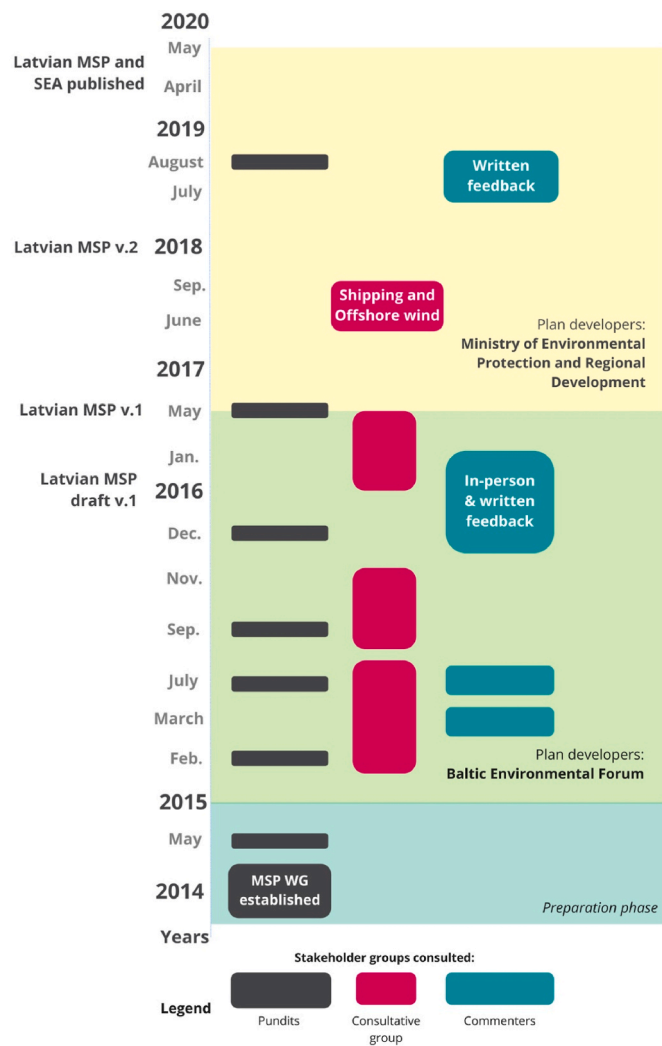 2020
May
Latvian MSP and
SEA published
April
2019
August
Written
feedback
July
Latvian MSP v.2
2018
Sep.
Shipping and
Offshore wind
June
Plan developers:
Ministry of Environmental
Protection and Regional
Development
2017
Latvian MSP v.1
May
Jan.
Latvian MSP
draft v.1
2016
In-person
& written
feedback
Dec.
Nov.
Sep.
July
March
Feb.
Plan developers:
Baltic Environmental Forum
2015
May
2014
MSP WG
established
Preparation phase
Years
Stakeholder groups consulted:
Legend
Pundits
Consultative
group
Commenters